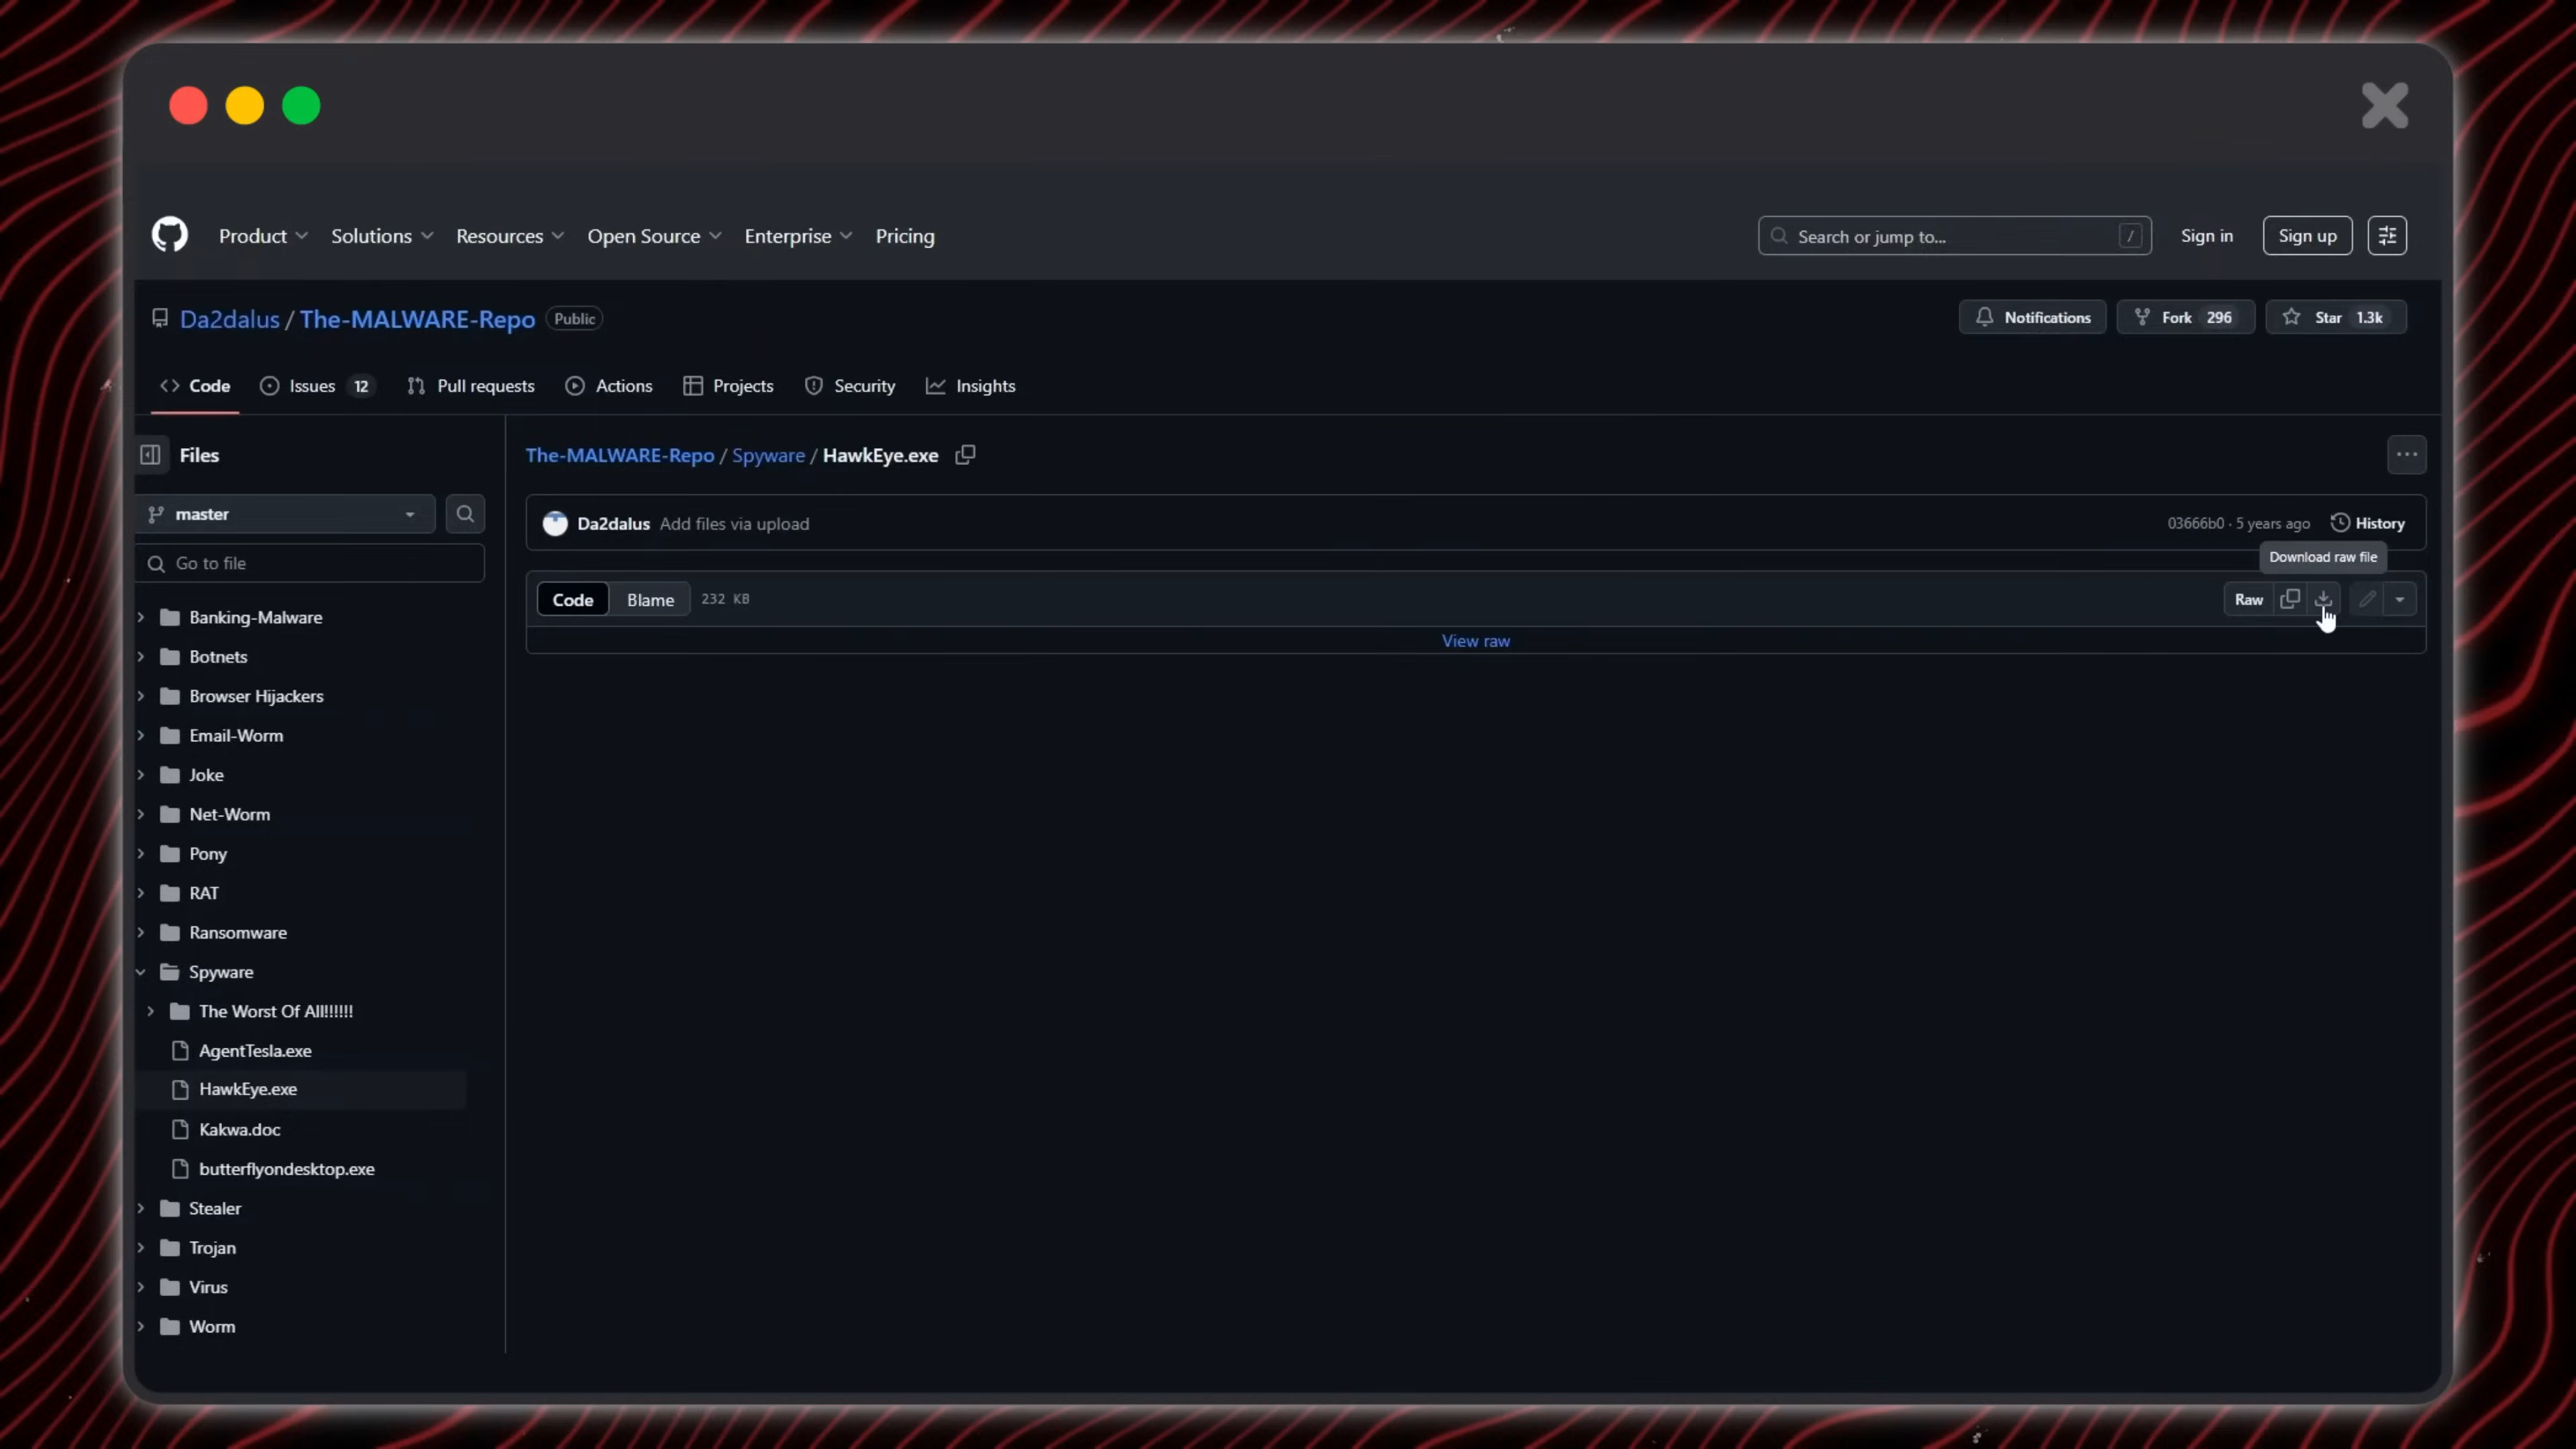 Product Solutions Resources Open Source Enterprise Pricing Search or jump to... / Sign in Sign up
Da2dalus / The-MALWARE-Repo Public Notifications Fork 296 Star 1.3k
Code Issues 12 Pull requests Actions Projects Security Insights
Files
master
Go to file
Banking-Malware
Botnets
Browser Hijackers
Email-Worm
Joke
Net-Worm
Pony
RAT
Ransomware
Spyware
The Worst Of All!!!!!!
AgentTesla.exe
HawkEye.exe
Kakwa.doc
butterflyondesktop.exe
Stealer
Trojan
Virus
Worm
The-MALWARE-Repo / Spyware / HawkEye.exe
Da2dalus Add files via upload 03666b0 · 5 years ago History
Download raw file
Code Blame 232 KB Raw
View raw